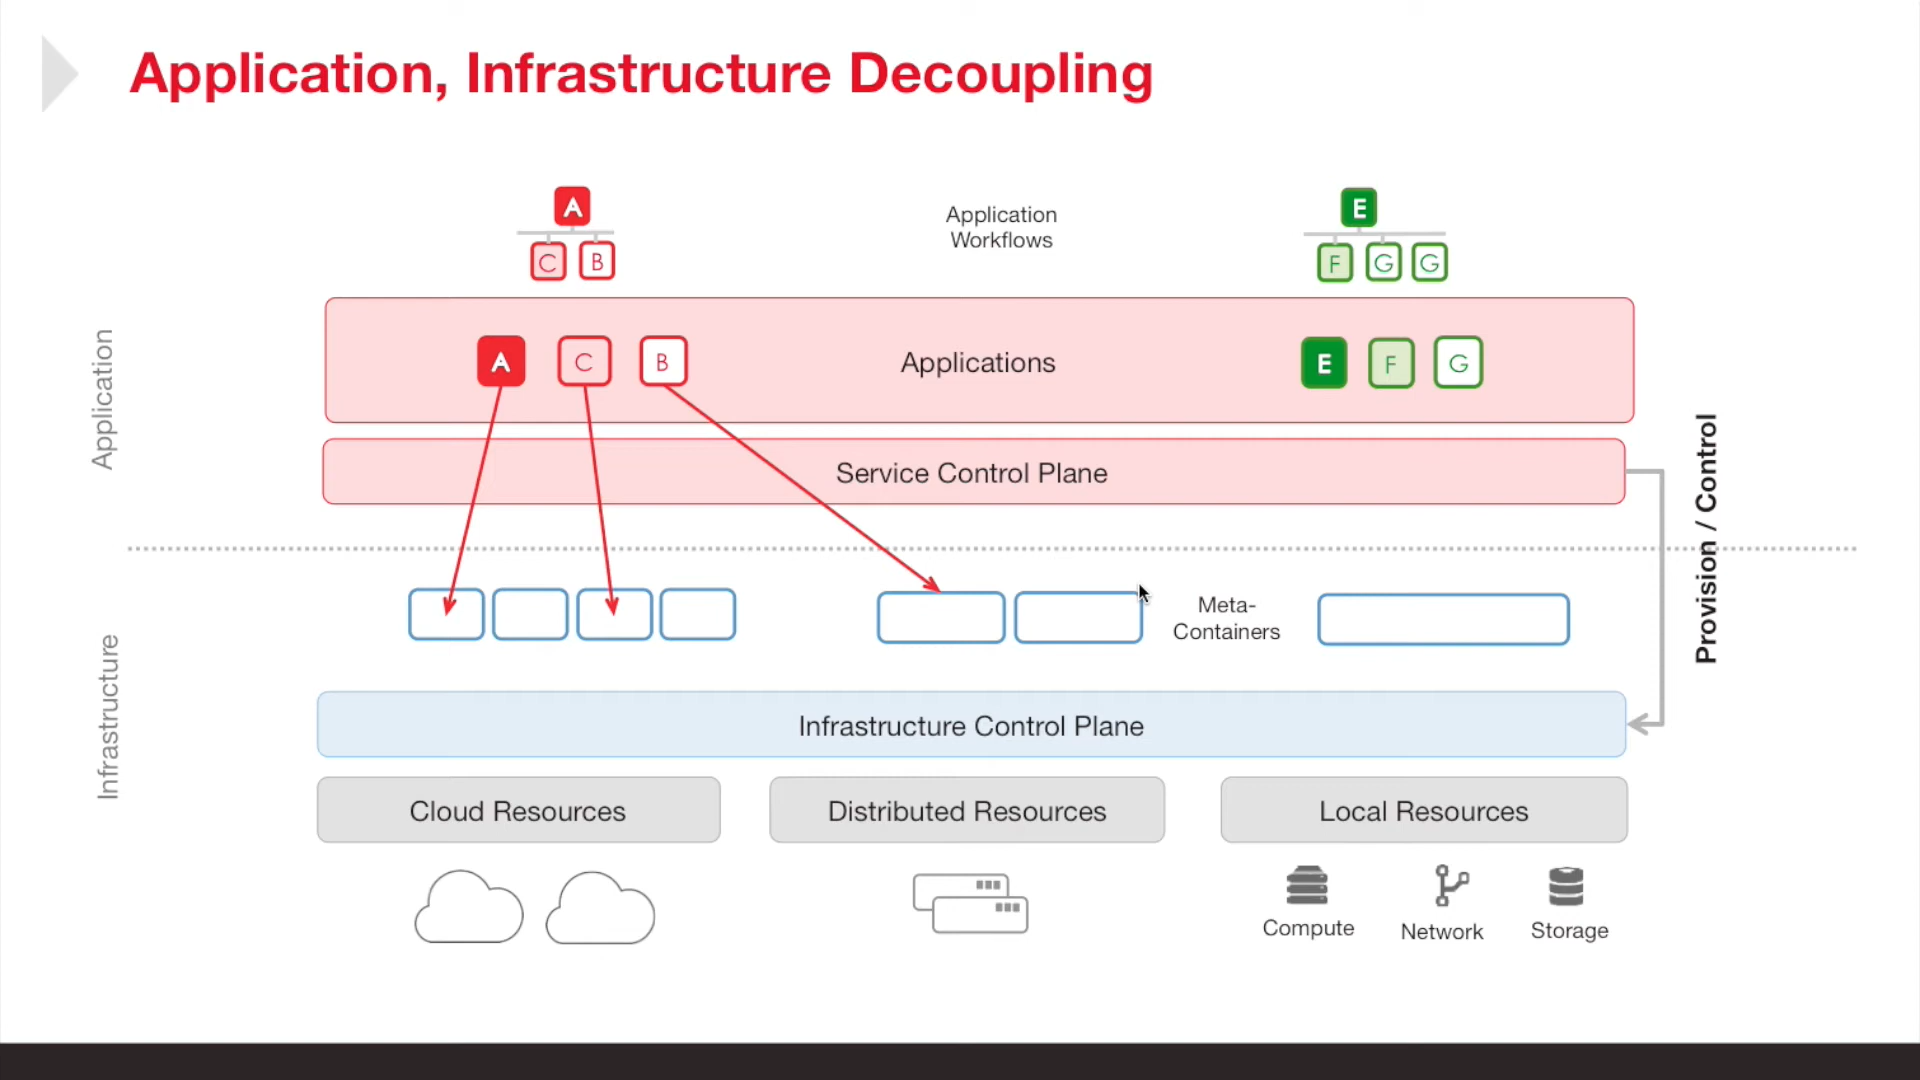 Application, Infrastructure Decoupling
A
C B
Application
Workflows
E
F G G
Application
A C B
Applications
E F G
Service Control Plane
Provision / Control
Infrastructure
Meta-
Containers
Infrastructure Control Plane
Cloud Resources
Distributed Resources
Local Resources
Compute
Network
Storage